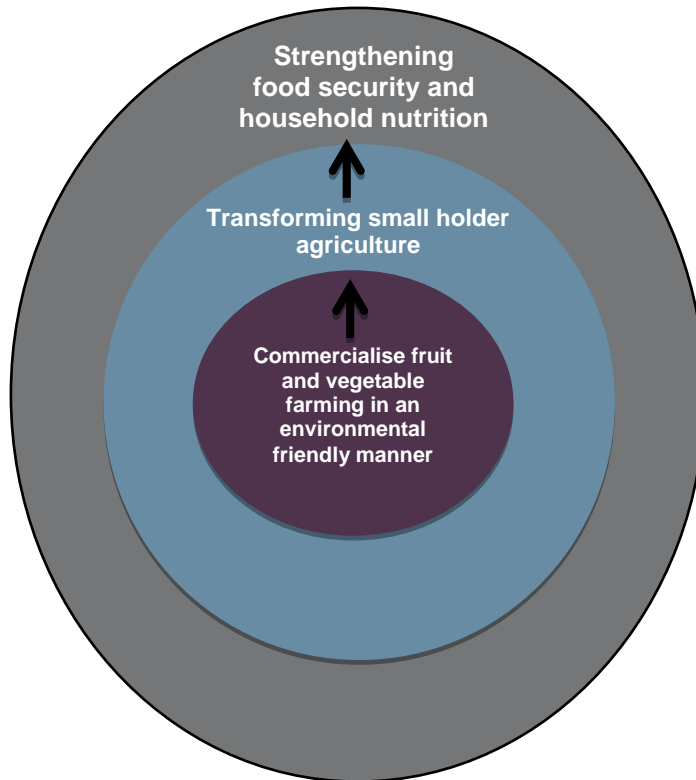 Strengthening
food security and
household nutrition
Transforming small holder
agriculture
Commercialise fruit
and vegetable
farming in an
environmental
friendly manner